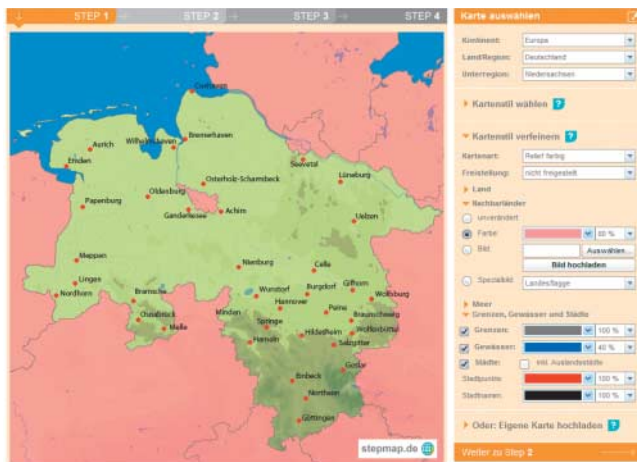 STEP 1
STEP 2
STEP 3
STEP 4
Cuxhaven
Bremerhaven
Wilhelmshaven
Aurich
Emden
Seevetal
Osterholz-Scharmbeck
Lüneburg
Oldenburg
Papenburg
Ganderkesee
Achim
Uelzen
Meppen
Nienburg
Celle
Lingen
Nordhorn
Bramsche
Wunstorf
Burgdorf
Gifhorn
Wolfsburg
Hannover
Osnabrück
Minden
Peine
Braunschweig
Melle
Springe
Hildesheim
Wolfenbüttel
Hameln
Salzgitter
Goslar
Einbeck
Northeim
Göttingen
stepmap.de
Karte auswählen
Kontinent: Europa
Land/Region: Deutschland
Unterregion: Niedersachsen
Kartenstil wählen ?
Kartenstil verfeinern ?
Kartenart: Relief farbig
Freistellung: nicht freigestellt
Land
Nachbarländer
unverändert
Farbe: 60 %
Bild: Auswählen...
Bild hochladen
Spezialbild: Landesflagge
Meer
Grenzen, Gewässer und Städte
Grenzen: 100 %
Gewässer: 40 %
Städte: inkl. Auslandsstädte
Stadtpunkte: 100 %
Stadtnamen: 100 %
Oder: Eigene Karte hochladen ?
Weiter zu Step 2